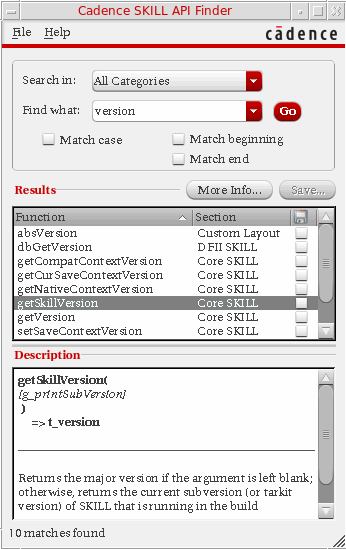 Cadence SKILL API Finder
File Help
cādence
Search in: All Categories
Find what: version Go
Match case Match beginning
Match end
Results More Info... Save...
Function Section
absVersion Custom Layout
dbGetVersion DFII SKILL
getCompatContextVersion Core SKILL
getCurSaveContextVersion Core SKILL
getNativeContextVersion Core SKILL
getSkillVersion Core SKILL
getVersion Core SKILL
setSaveContextVersion Core SKILL
Description
getSkillVersion(
[g_printSubVersion]
)
=> t_version
Returns the major version if the argument is left blank;
otherwise, returns the current subversion (or tarkit
version) of SKILL that is running in the build
10 matches found